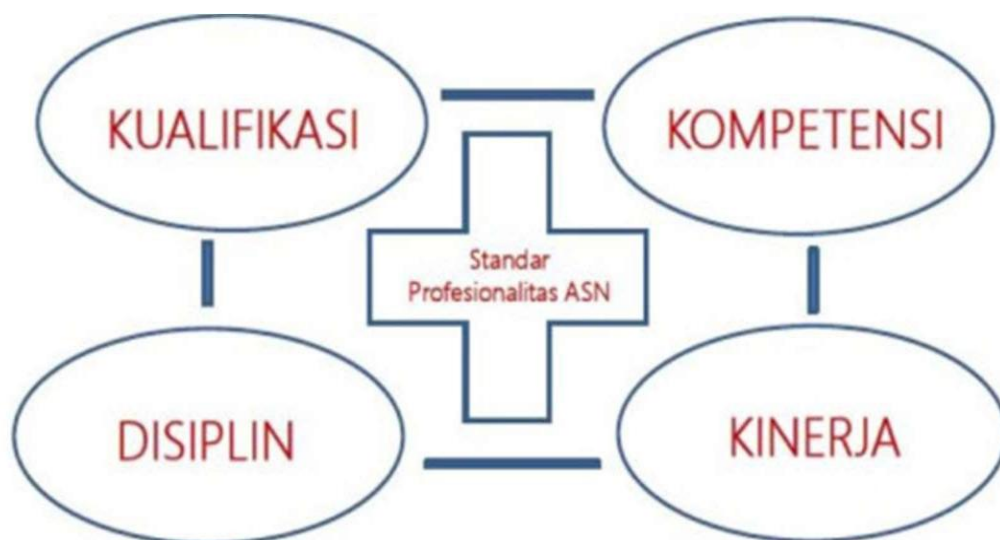 KUALIFIKASI
KOMPETENSI
Standar
Profesionalitas ASN
DISIPLIN
KINERJA